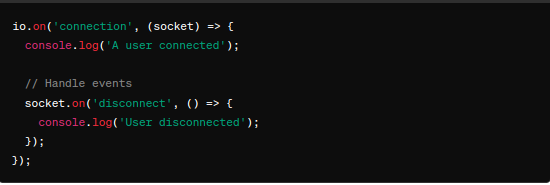 io.on('connection', (socket) => {
  console.log('A user connected');

  // Handle events
  socket.on('disconnect', () => {
    console.log('User disconnected');
  });
});